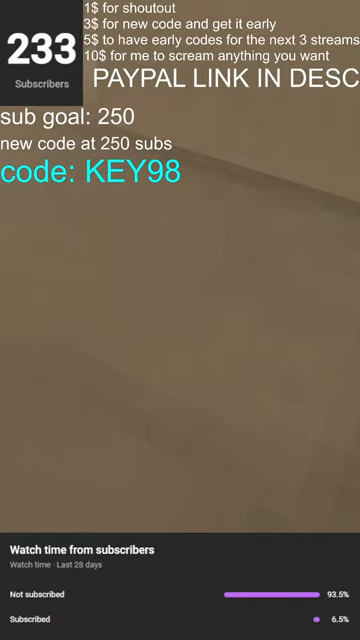 233
Subscribers
1$ for shoutout
3$ for new code and get it early
5$ to have early codes for the next 3 streams
10$ for me to scream anything you want
PAYPAL LINK IN DESC
sub goal: 250
new code at 250 subs
code: KEY98
Watch time from subscribers
Watch time · Last 28 days
Not subscribed 93.5%
Subscribed 6.5%